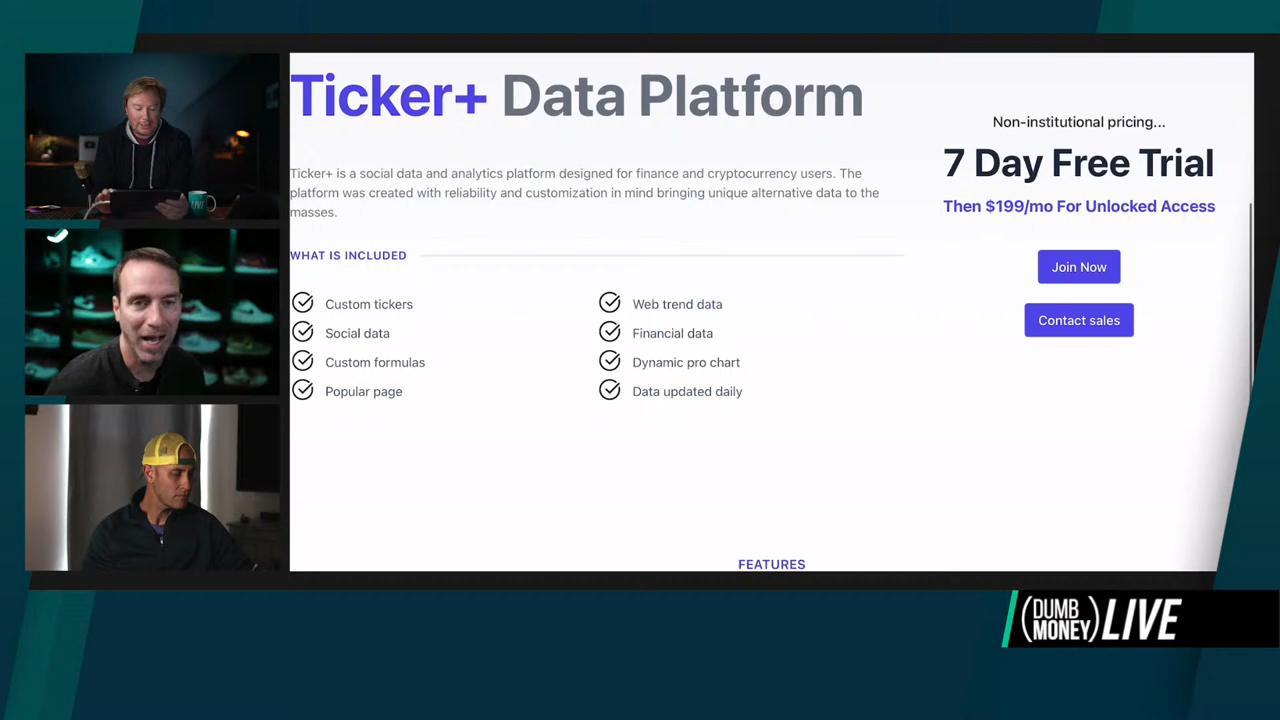 Ticker+ Data Platform
Ticker+ is a social data and analytics platform designed for finance and cryptocurrency users. The
platform was created with reliability and customization in mind bringing unique alternative data to the
masses.
WHAT IS INCLUDED
Custom tickers
Social data
Custom formulas
Popular page
Web trend data
Financial data
Dynamic pro chart
Data updated daily
Non-institutional pricing...
7 Day Free Trial
Then $199/mo For Unlocked Access
Join Now
Contact sales
FEATURES
LIVE
(DUMB MONEY) LIVE